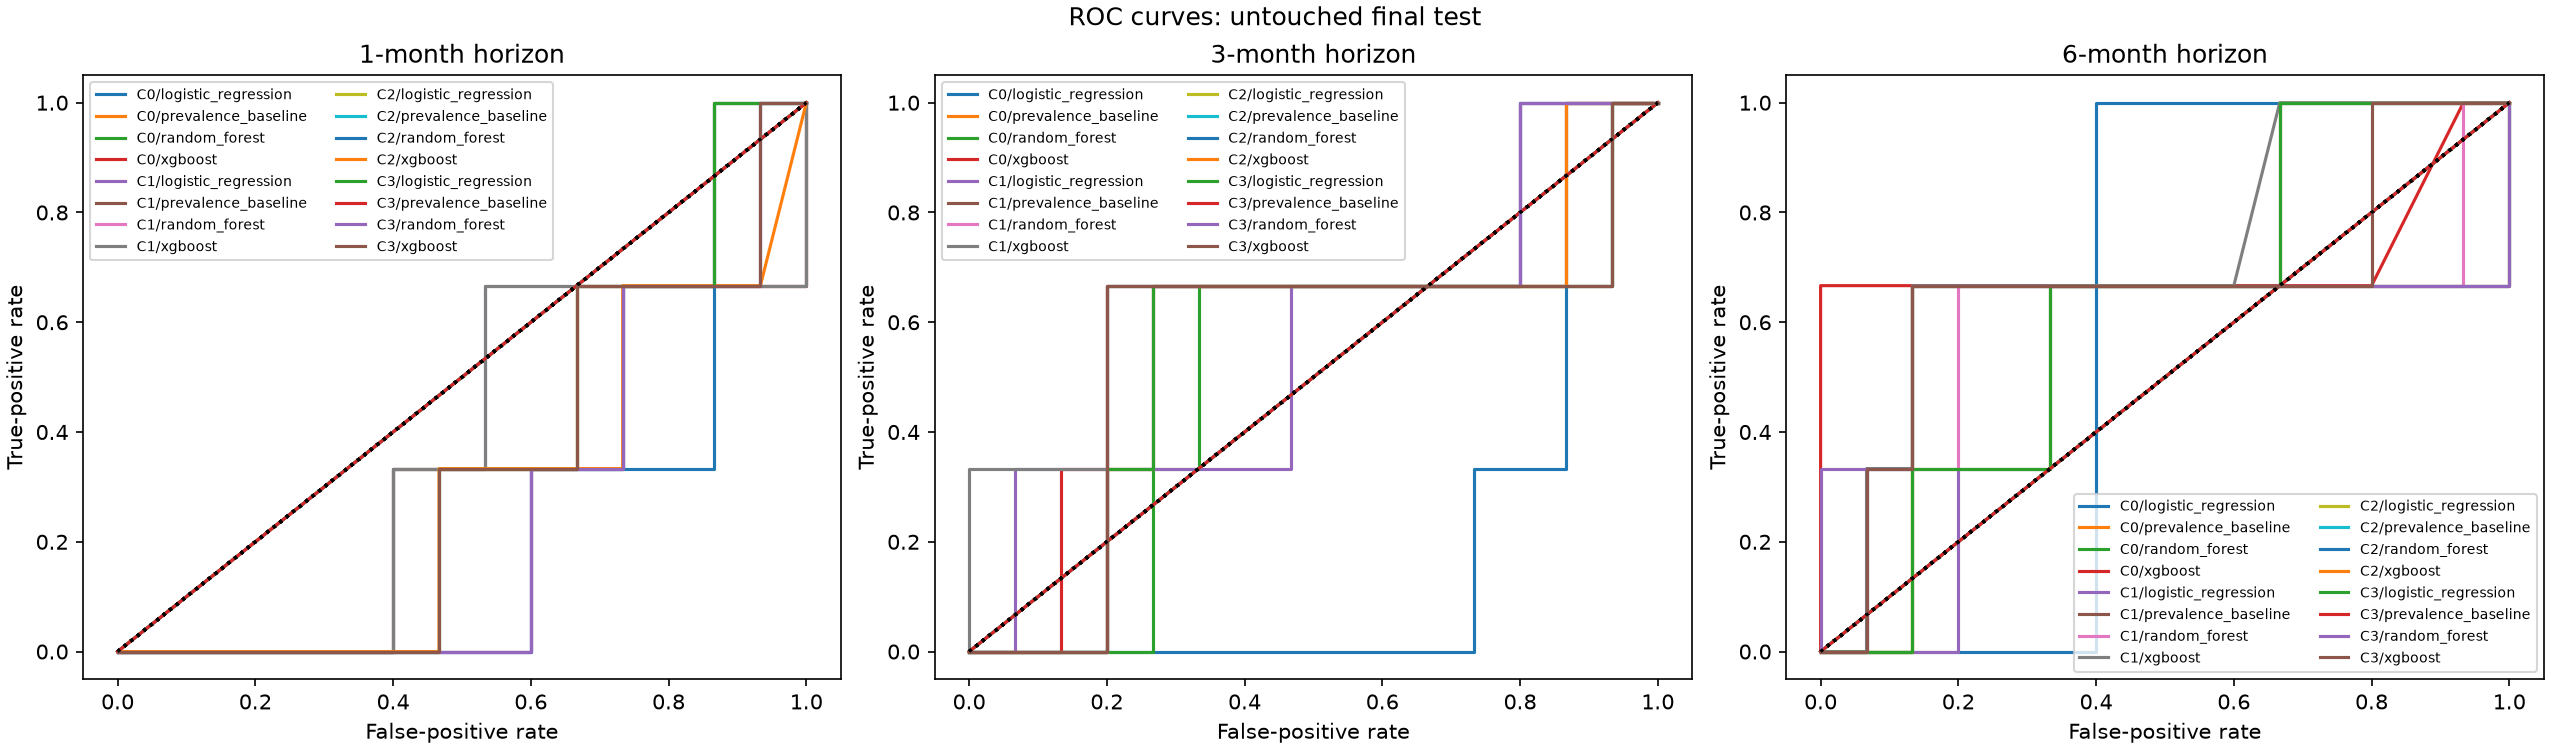 ROC curves: untouched final test
1-month horizon
C0/logistic_regression
C0/prevalence_baseline
C0/random_forest
C0/xgboost
C1/logistic_regression
C1/prevalence_baseline
C1/random_forest
C1/xgboost
C2/logistic_regression
C2/prevalence_baseline
C2/random_forest
C2/xgboost
C3/logistic_regression
C3/prevalence_baseline
C3/random_forest
C3/xgboost
True-positive rate
1.0
0.8
0.6
0.4
0.2
0.0
0.0 0.2 0.4 0.6 0.8 1.0
False-positive rate
3-month horizon
C0/logistic_regression
C0/prevalence_baseline
C0/random_forest
C0/xgboost
C1/logistic_regression
C1/prevalence_baseline
C1/random_forest
C1/xgboost
C2/logistic_regression
C2/prevalence_baseline
C2/random_forest
C2/xgboost
C3/logistic_regression
C3/prevalence_baseline
C3/random_forest
C3/xgboost
True-positive rate
1.0
0.8
0.6
0.4
0.2
0.0
0.0 0.2 0.4 0.6 0.8 1.0
False-positive rate
6-month horizon
True-positive rate
1.0
0.8
0.6
0.4
0.2
0.0
C0/logistic_regression
C0/prevalence_baseline
C0/random_forest
C0/xgboost
C1/logistic_regression
C1/prevalence_baseline
C1/random_forest
C1/xgboost
C2/logistic_regression
C2/prevalence_baseline
C2/random_forest
C2/xgboost
C3/logistic_regression
C3/prevalence_baseline
C3/random_forest
C3/xgboost
0.0 0.2 0.4 0.6 0.8 1.0
False-positive rate